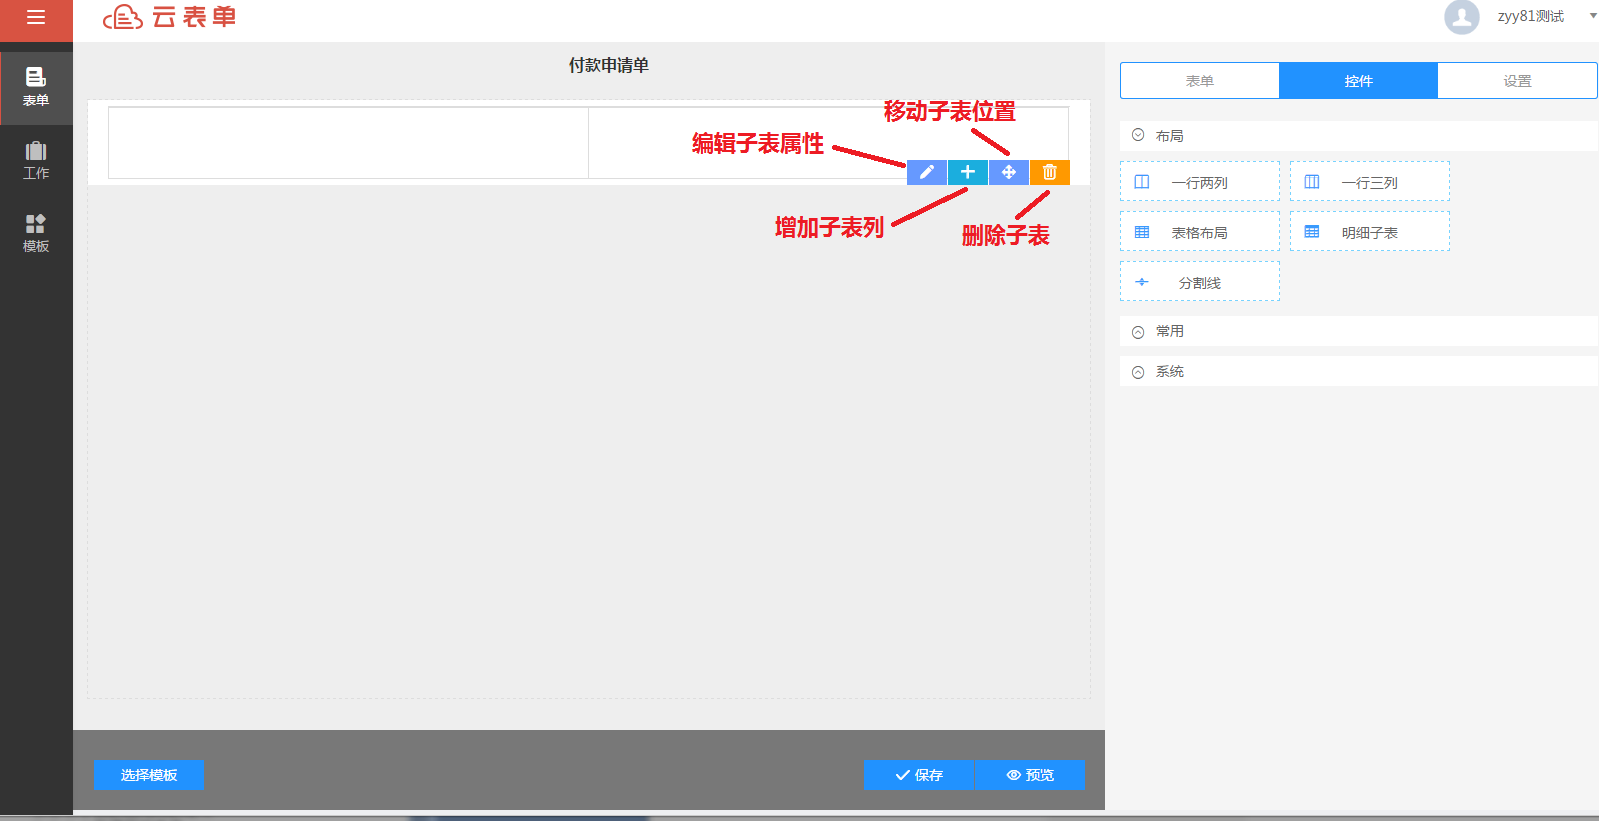 云表单
zyy81测试
表单
工作
模板
付款申请单
移动子表位置
编辑子表属性
增加子表列
删除子表
选择模板
保存
预览
表单
控件
设置
布局
一行两列
一行三列
表格布局
明细子表
分割线
常用
系统